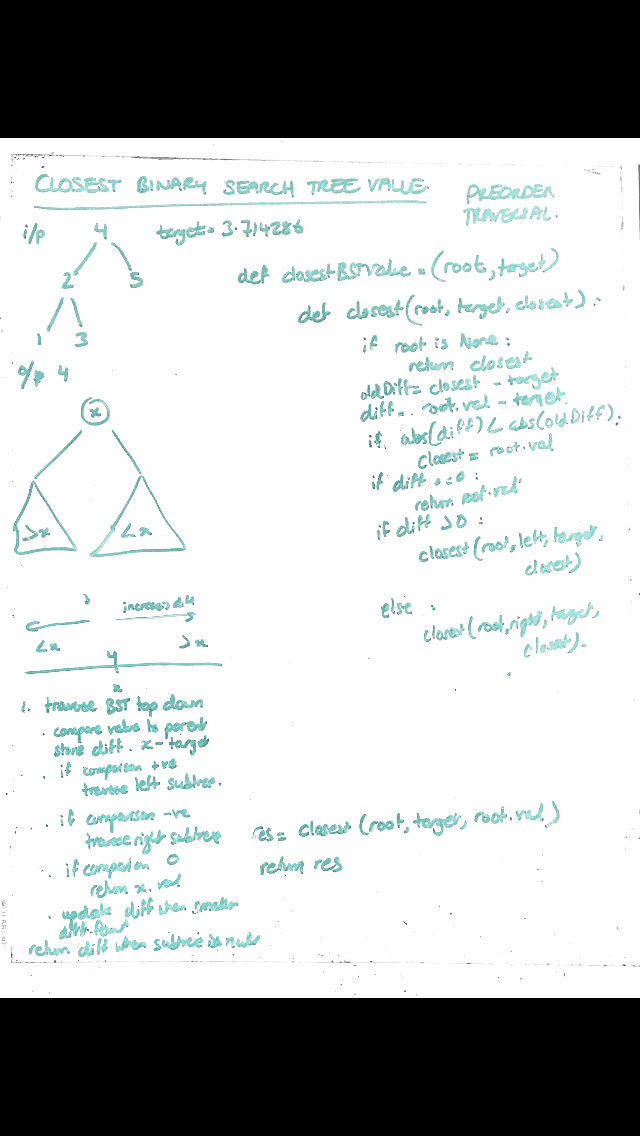 CLOSEST BINARY SEARCH TREE VALUE.
PREORDER
TRAVERSAL.
i/p 4 target = 3.714286
2 5
1 3
o/p 4
x
>x <x
increasing
<x >x
4
x
def closestBSTvalue = (root, target)
def closest(root, target, closest) :
if root is None :
return closest
oldDiff = closest - target
diff = root.val - target.
if abs(diff) < abs(oldDiff).
closest = root.val
if diff == 0 :
return root.val
if diff > 0 :
closest(root, left, target,
closest)
else :
closest(root, right, target,
closest).
res = closest (root, target, root.val)
return res
1. traverse BST top down
. compare value to parent
store diff. x - target
. if comparison +ve
traverse left subtree.
. if comparison -ve
traverse right subtree
. if comparison 0
return x.val
. update diff when smaller
diff found
return diff when subtree is null